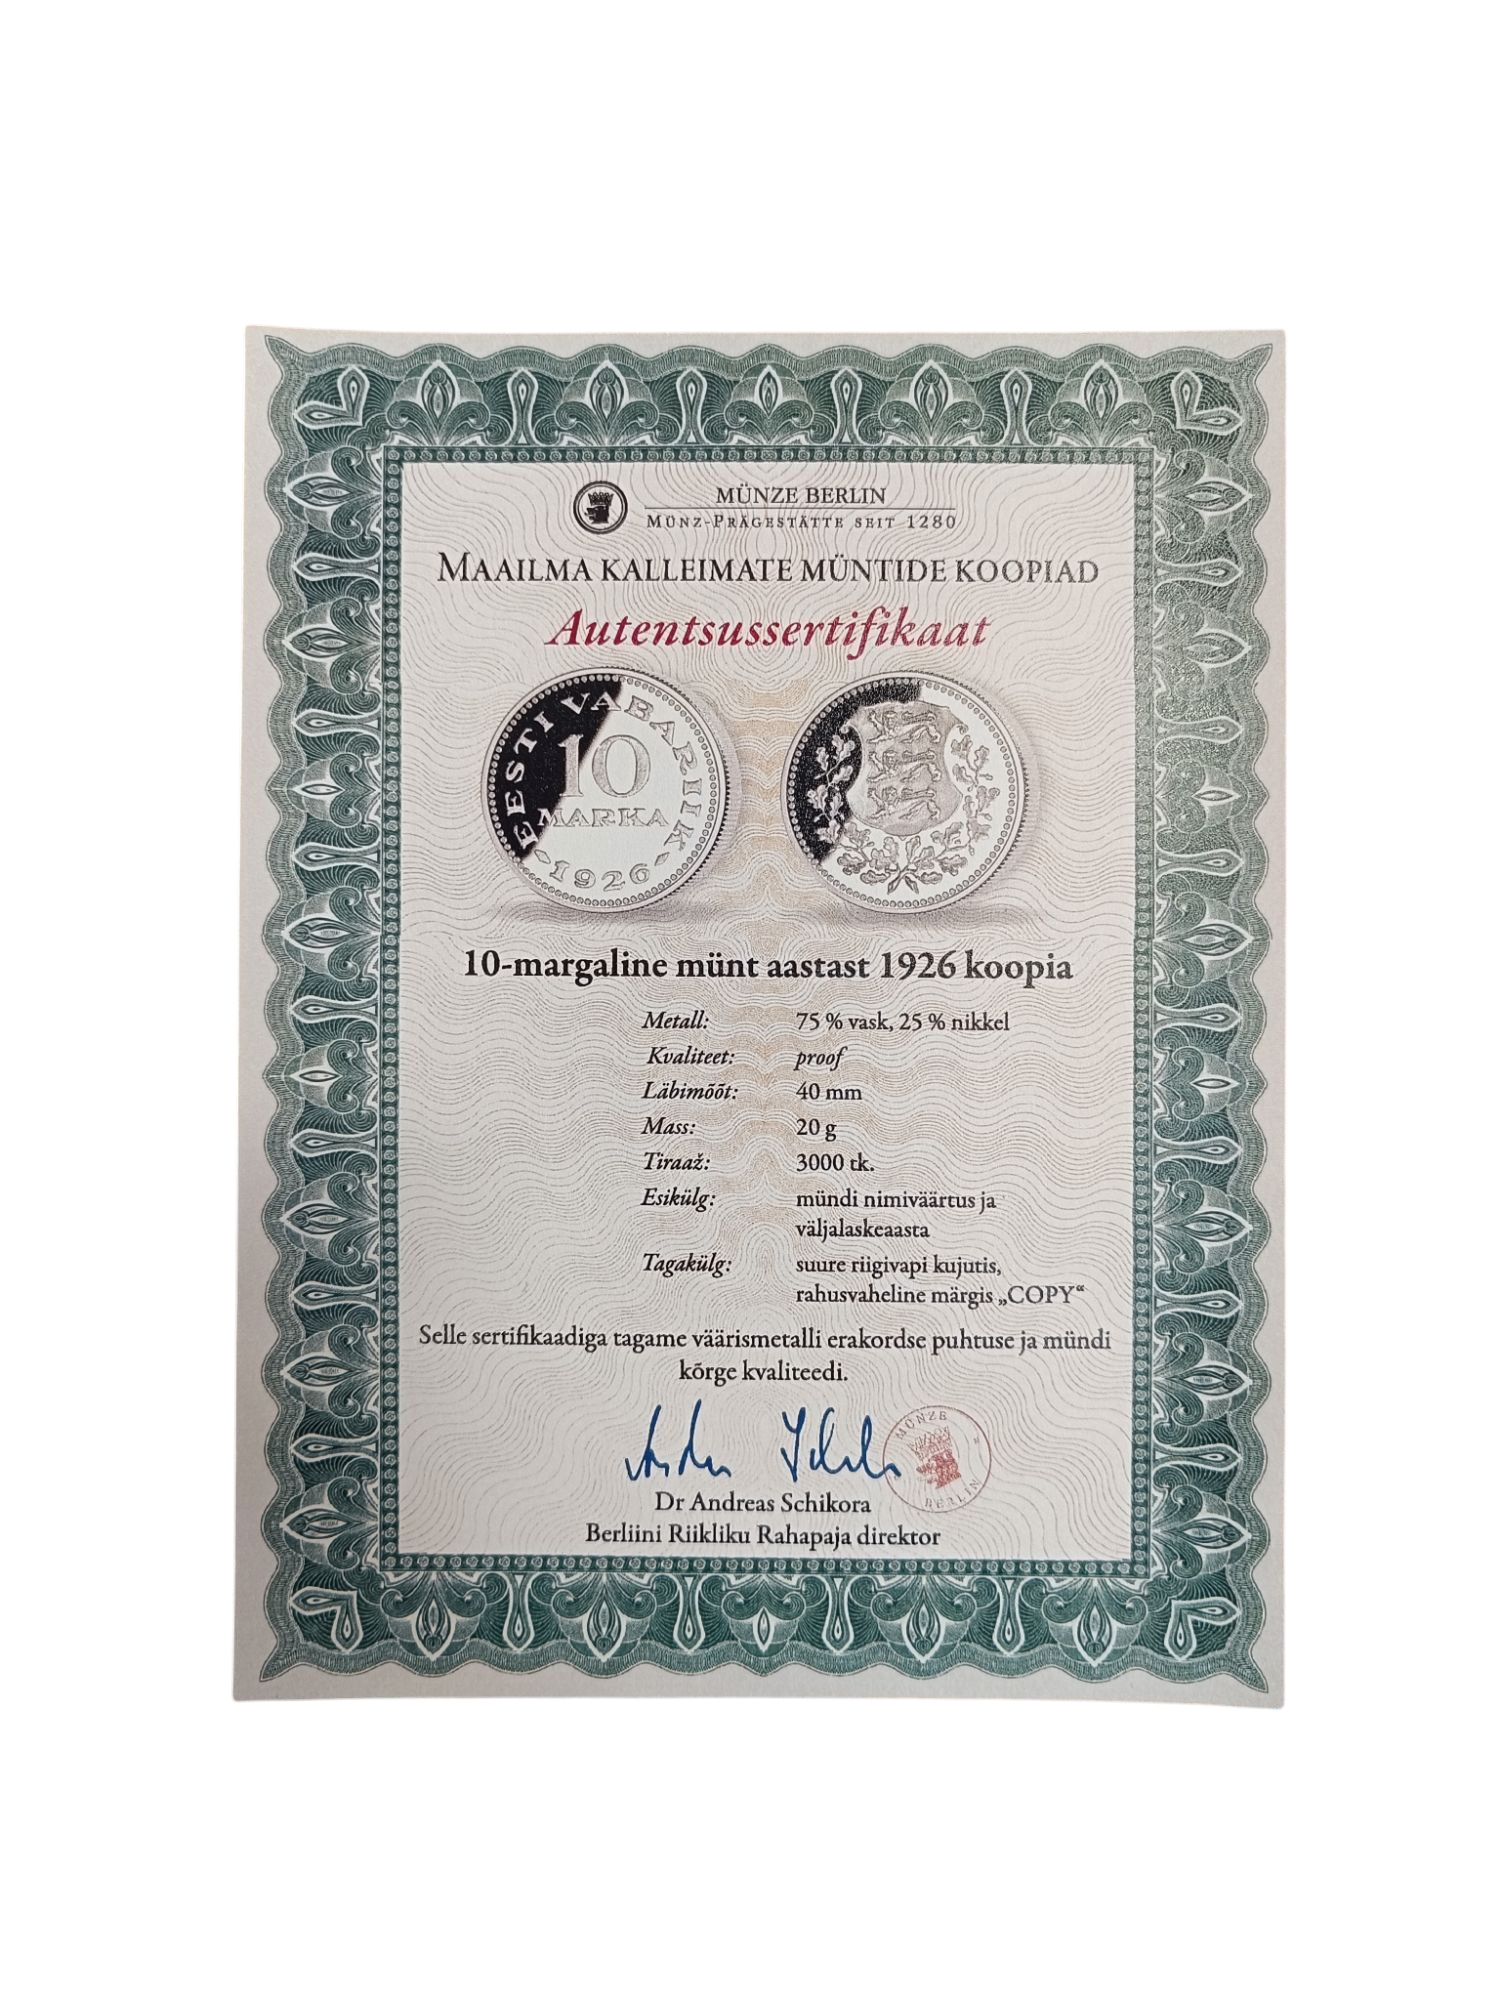 MÜNZE BERLIN
MÜNZ-PRÄGESTÄTTE SEIT 1280
MAAILMA KALLEIMATE MÜNTIDE KOOPIAD
Autentsussertifikaat
EESTI VABARIIK
10
MARKA
1926
10-margaline münt aastast 1926 koopia
Metall: 75 % vask, 25 % nikkel
Kvaliteet: proof
Läbimõõt: 40 mm
Mass: 20 g
Tiraaž: 3000 tk.
Esikülg: mündi nimiväärtus ja
väljalaskeaasta
Tagakülg: suure riigivapi kujutis,
rahusvaheline märgis „COPY“
Selle sertifikaadiga tagame väärismetalli erakordse puhtuse ja mündi
kõrge kvaliteedi.
MÜNZE
BERLIN
Dr Andreas Schikora
Berliini Riikliku Rahapaja direktor